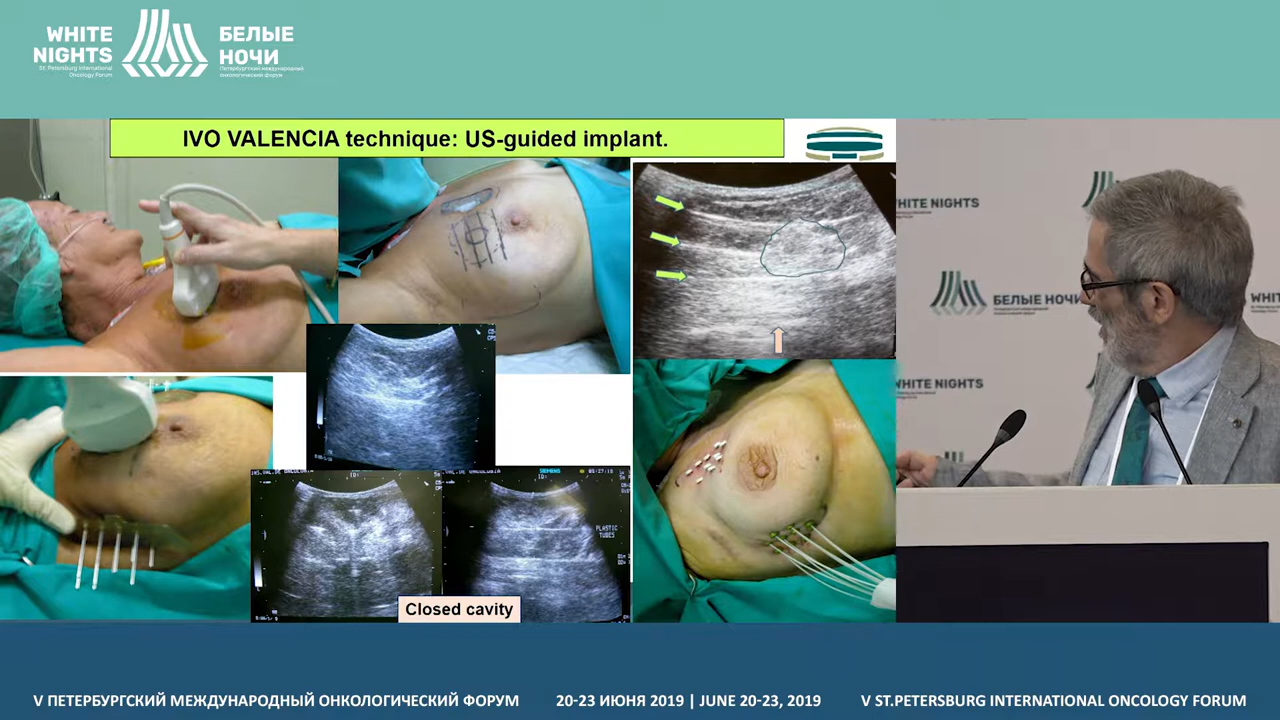 WHITE
NIGHTS
St. Petersburg International
Oncology Forum
БЕЛЫЕ
НОЧИ
Петербургский международный
онкологический форум
IVO VALENCIA technique: US-guided implant.
PLASTIC
TUBES
SIEMENS
Closed cavity
WHITE NIGHTS
БЕЛЫЕ НОЧИ
WHITE NIGHTS
V ПЕТЕРБУРГСКИЙ МЕЖДУНАРОДНЫЙ ОНКОЛОГИЧЕСКИЙ ФОРУМ
20-23 ИЮНЯ 2019 | JUNE 20-23, 2019
V ST.PETERSBURG INTERNATIONAL ONCOLOGY FORUM